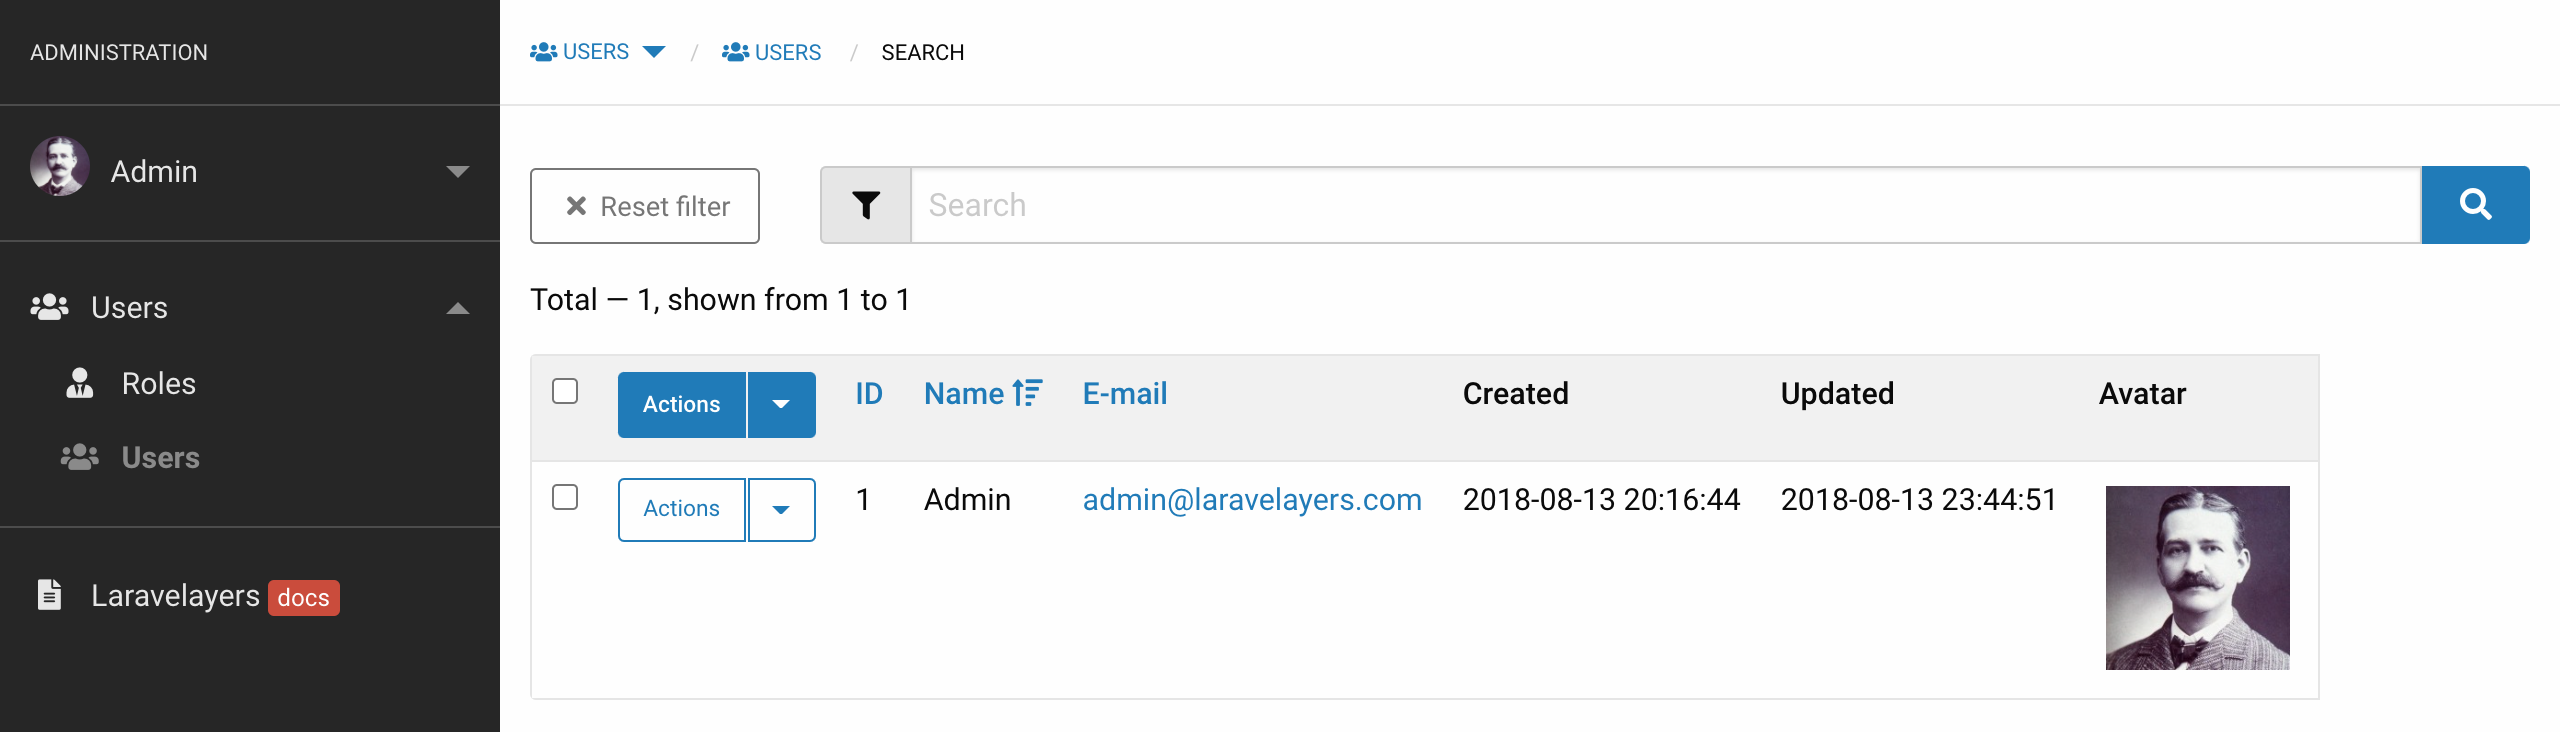 ADMINISTRATION
Admin
Users
Roles
Users
Laravelayers docs
USERS / USERS / SEARCH
Reset filter
Search
Total — 1, shown from 1 to 1
Actions ID Name E-mail Created Updated Avatar
Actions 1 Admin admin@laravelayers.com 2018-08-13 20:16:44 2018-08-13 23:44:51